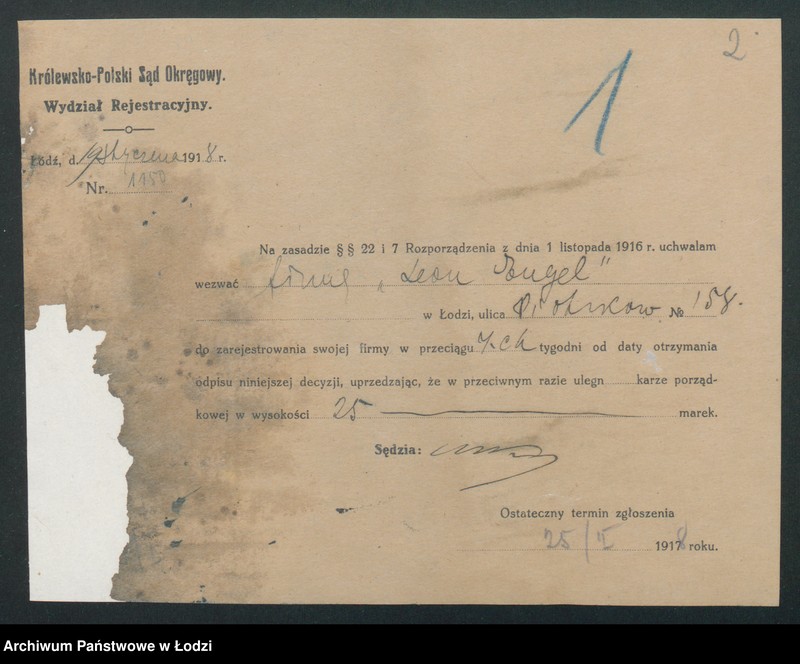 2
1
Królewsko-Polski Sąd Okręgowy.
Wydział Rejestracyjny.
Łódź, d. 19 stycznia 1918 r.
Nr. 1150
Na zasadzie § § 22 i 7 Rozporządzenia z dnia 1 listopada 1916 r. uchwalam
wezwać firmę „Leon Engel"
w Łodzi, ulica Piotrkow. № 158.
do zarejestrowania swojej firmy w przeciągu 4-ch tygodni od daty otrzymania
odpisu niniejszej decyzji, uprzedzając, że w przeciwnym razie ulegn karze porząd-
kowej w wysokości 25 — marek.
Sędzia:
Ostateczny termin zgłoszenia
25/II 1918 roku.
Archiwum Państwowe w Łodzi